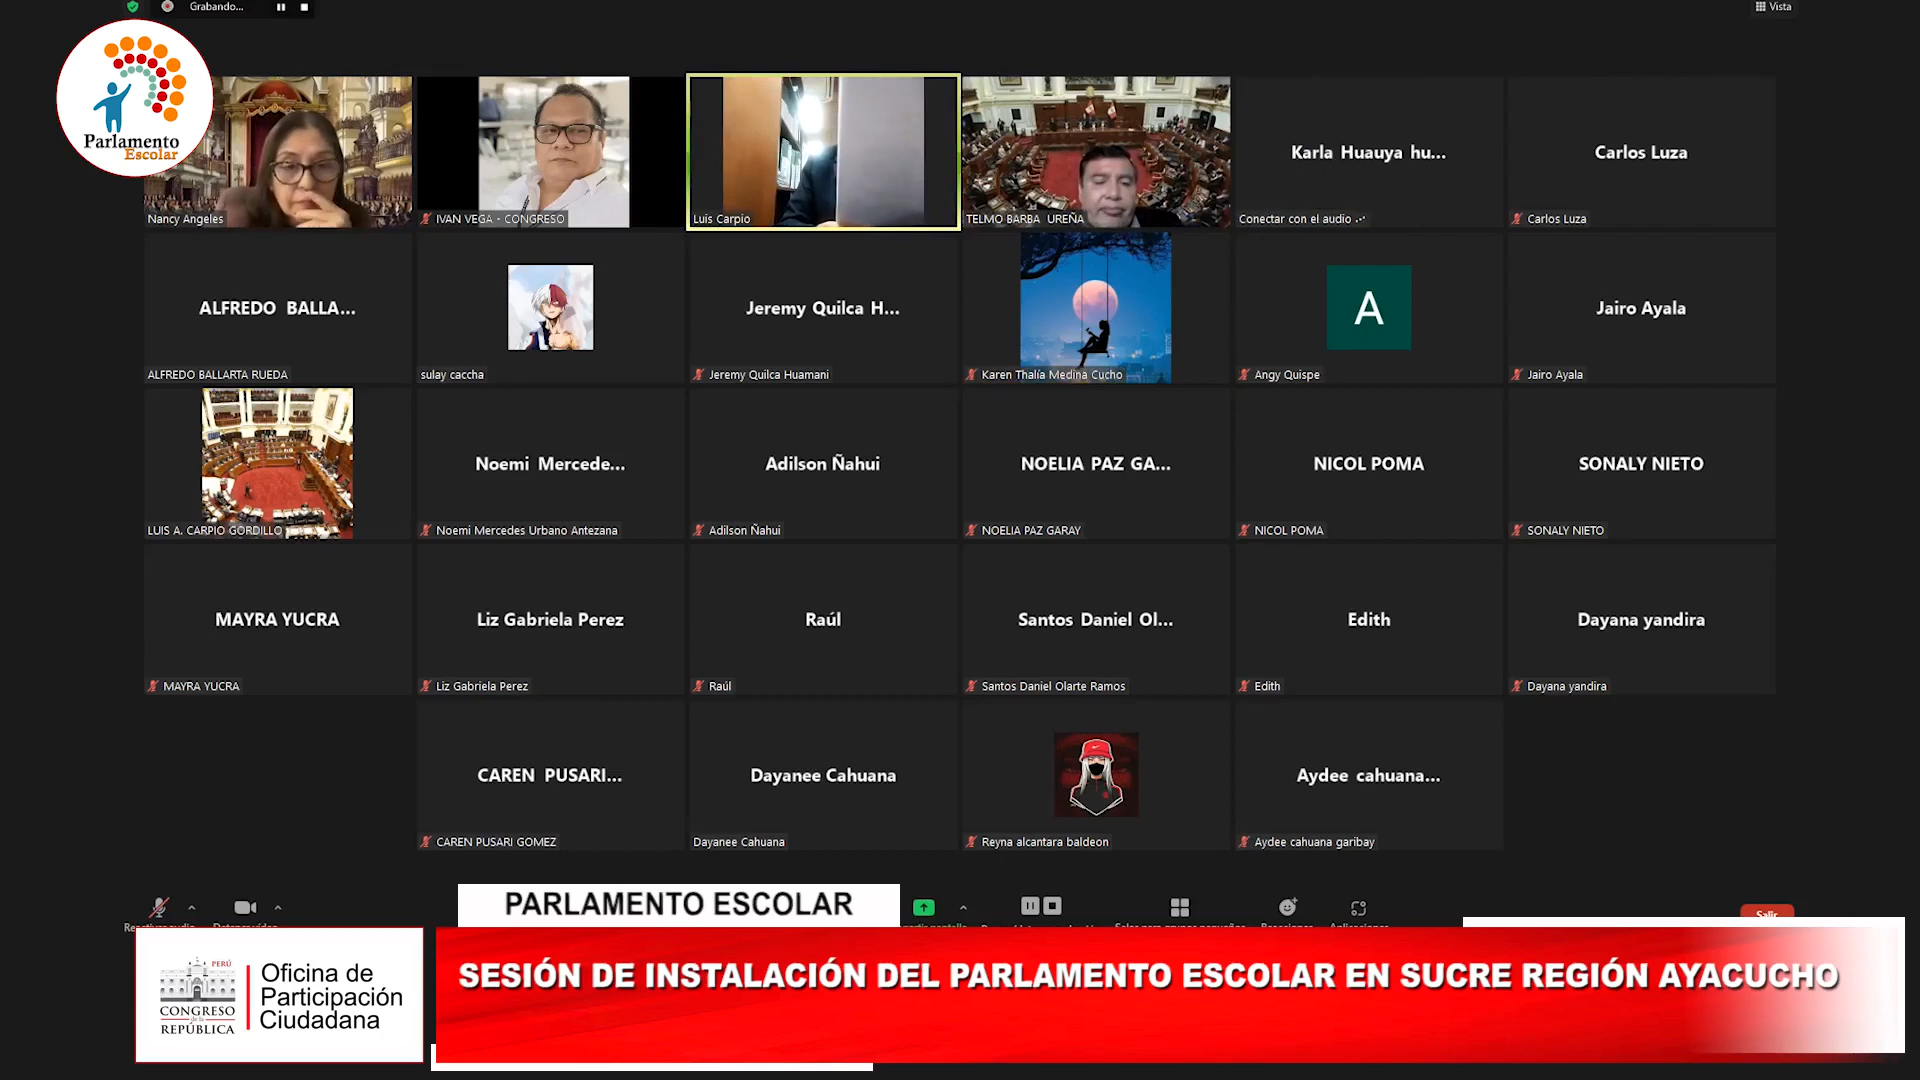 Grabando...
Vista
Parlamento
Escolar
Nancy Angeles
IVAN VEGA - CONGRESO
Luis Carpio
TELMO BARBA UREÑA
Karla Huauya hu...
Conectar con el audio
Carlos Luza
Carlos Luza
ALFREDO BALLA...
ALFREDO BALLARTA RUEDA
sulay caccha
Jeremy Quilca H...
Jeremy Quilca Huamani
Karen Thalía Medina Cucho
A
Angy Quispe
Jairo Ayala
Jairo Ayala
LUIS A. CARPIO GORDILLO
Noemi Mercede...
Noemi Mercedes Urbano Antezana
Adilson Ñahui
Adilson Ñahui
NOELIA PAZ GA...
NOELIA PAZ GARAY
NICOL POMA
NICOL POMA
SONALY NIETO
SONALY NIETO
MAYRA YUCRA
MAYRA YUCRA
Liz Gabriela Perez
Liz Gabriela Perez
Raúl
Raúl
Santos Daniel Ol...
Santos Daniel Olarte Ramos
Edith
Edith
Dayana yandira
Dayana yandira
CAREN PUSARI...
CAREN PUSARI GOMEZ
Dayanee Cahuana
Dayanee Cahuana
Reyna alcantara baldeon
Aydee cahuana...
Aydee cahuana garibay
Salir
PARLAMENTO ESCOLAR
PERÚ
CONGRESO
de la
REPÚBLICA
Oficina de
Participación
Ciudadana
SESIÓN DE INSTALACIÓN DEL PARLAMENTO ESCOLAR EN SUCRE REGIÓN AYACUCHO